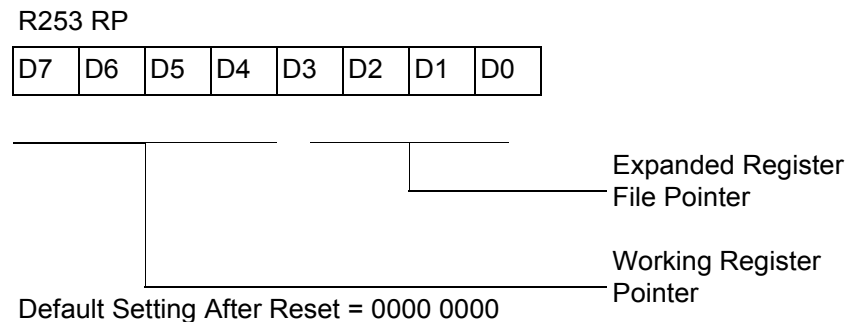 R253 RP
D7 D6 D5 D4 D3 D2 D1 D0
Expanded Register
File Pointer
Working Register
Pointer
Default Setting After Reset = 0000 0000